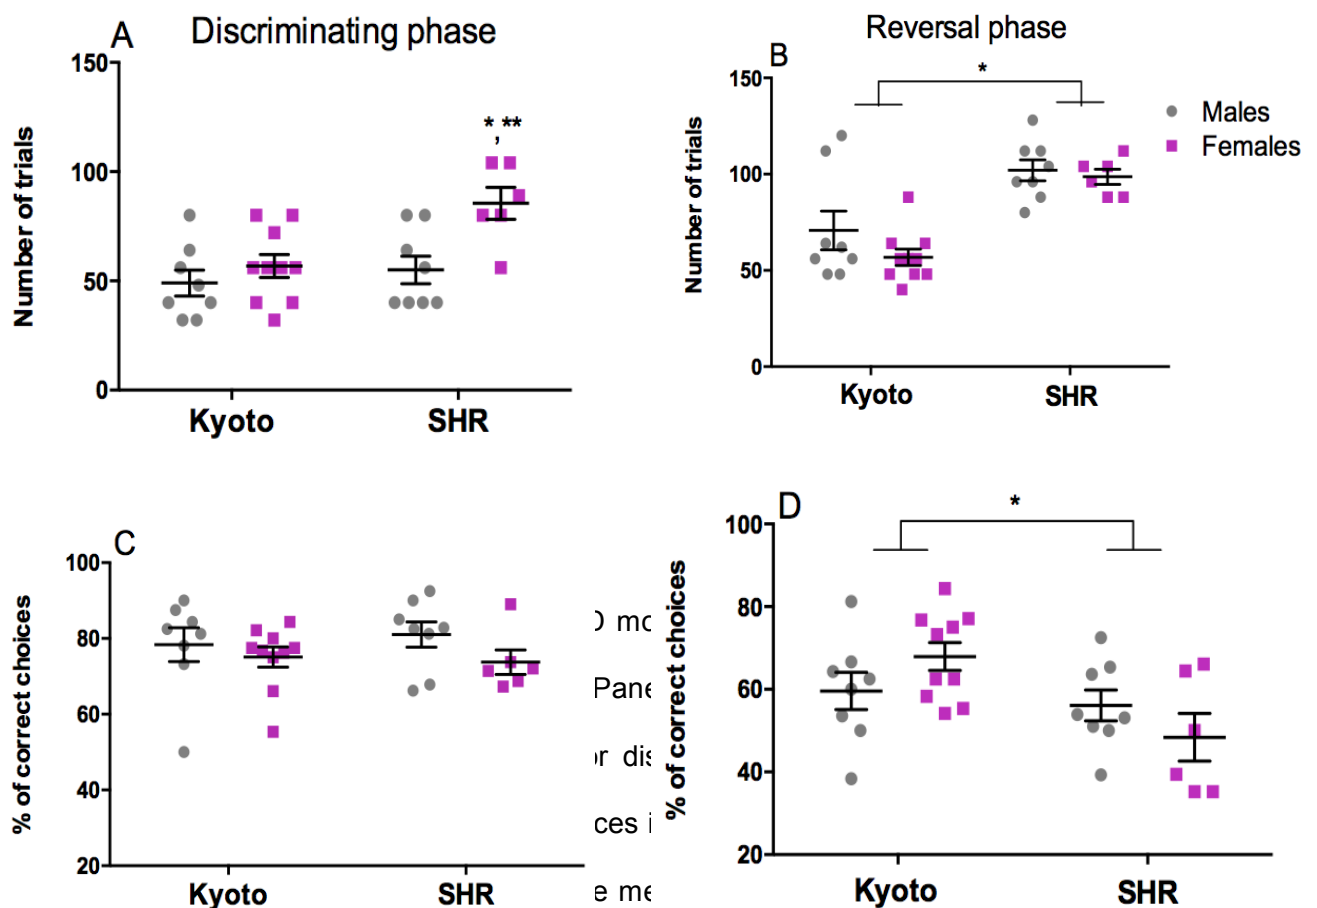 A Discriminating phase
150
100
50
0
Number of trials
*,**
Kyoto SHR
Reversal phase
B
150
100
50
0
Number of trials
*
Kyoto SHR
Males
Females
C
100
80
60
40
20
% of correct choices
Kyoto SHR
Pane
or dis
ces i
e me
D
100
80
60
40
20
% of correct choices
*
Kyoto SHR